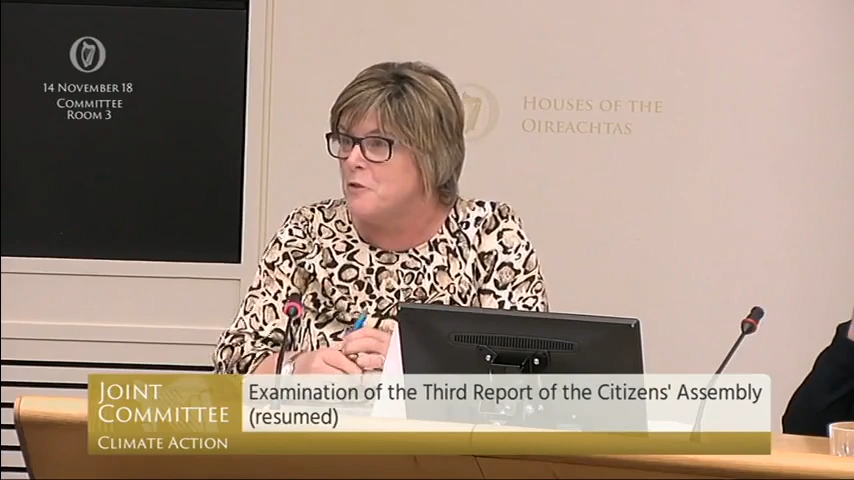 14 November 18
Committee
Room 3
Houses of the
Oireachtas
Joint
Committee
Climate Action
Examination of the Third Report of the Citizens' Assembly
(resumed)